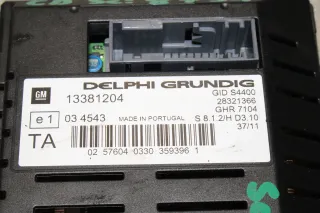 DELPHI GRUNDIG
GM
13381204
GID S4400
28321366
GHR 7104
e1
03 4543
MADE IN PORTUGAL
S 8.1.2/H D3.10
37/11
TA
02 57604 0330 359396 1